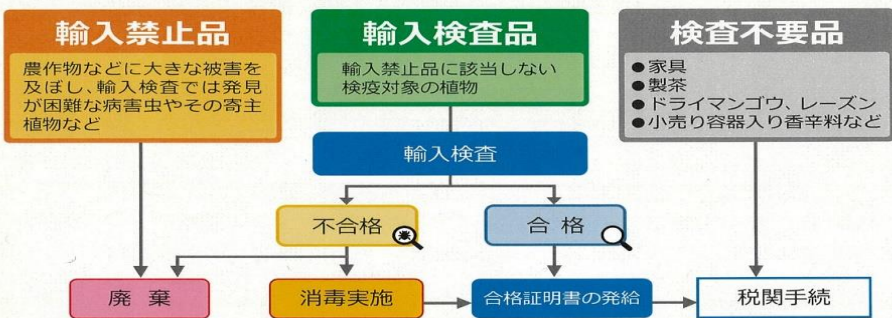 輸入禁止品
農作物などに大きな被害を
及ぼし、輸入検査では発見
が困難な病害虫やその寄主
植物など
輸入検査品
輸入禁止品に該当しない
検疫対象の植物
検査不要品
●家具
●製茶
●ドライマンゴウ、レーズン
●小売り容器入り香辛料など
輸入検査
不合格
合格
廃棄
消毒実施
合格証明書の発給
税関手続